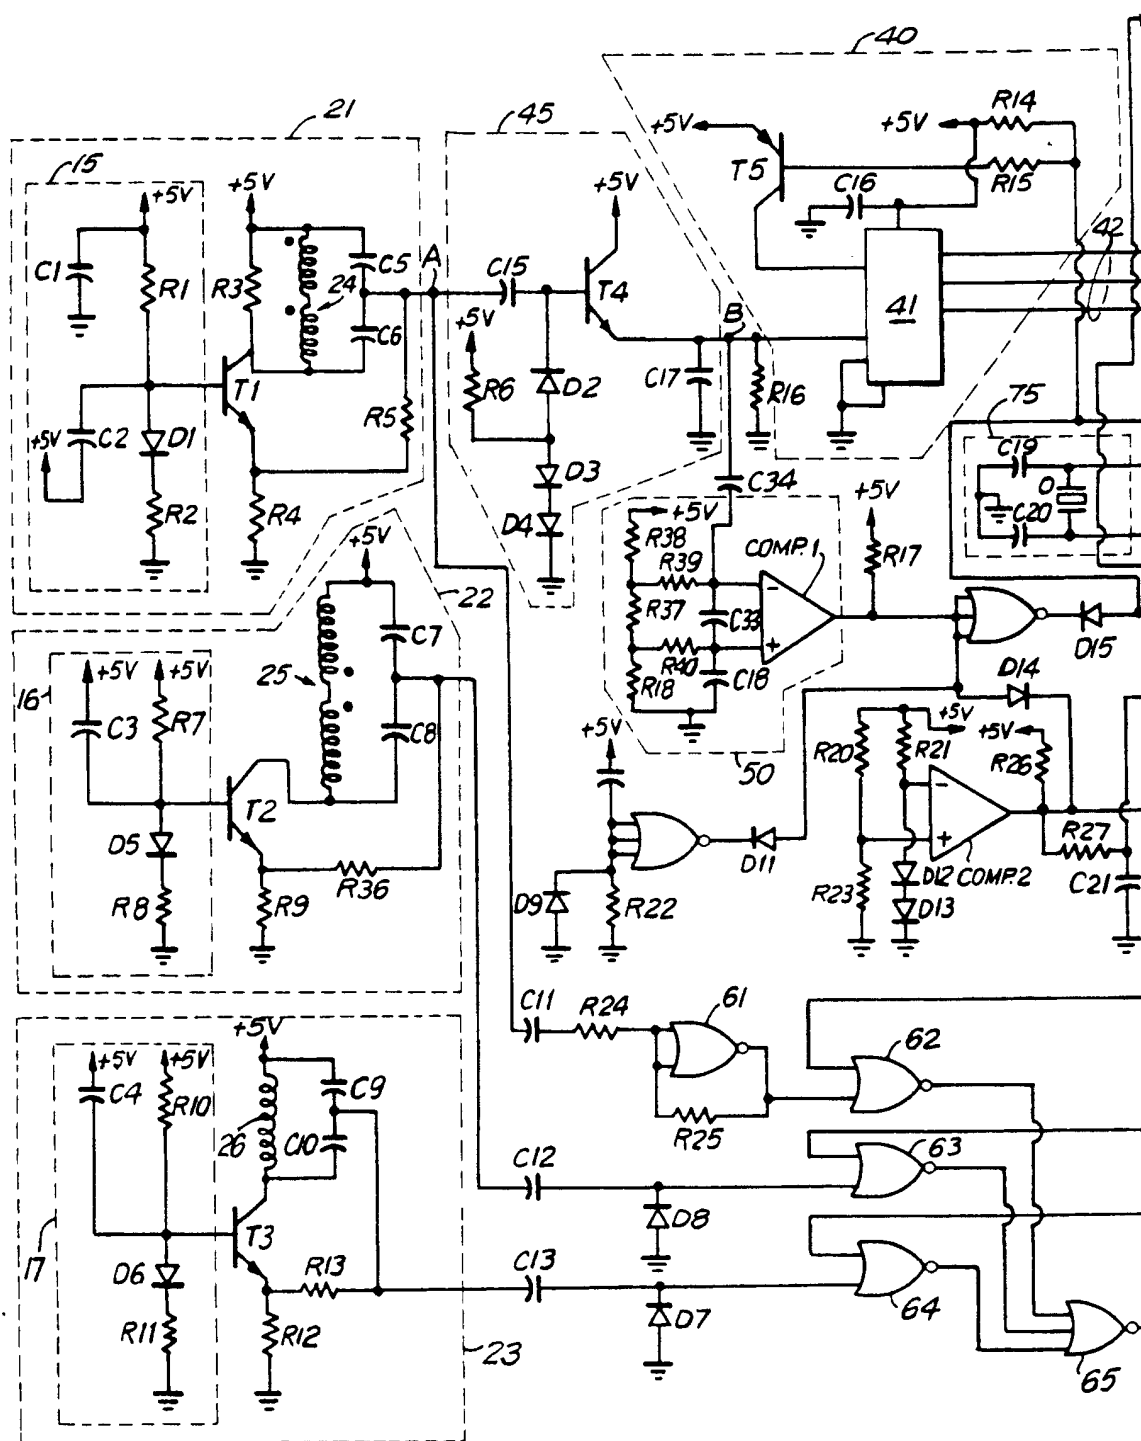 40
21
45
+5V
+5V
R14
15
+5V
+5V
+5V
T5
C16
R15
C1
R1
R3
24
C5
A
C15
T4
42
C6
+5V
41
B
R6
D2
C17
R16
T1
R5
75
+5V
C2
D1
C19
D3
C34
O
R2
R4
D4
+5V
C20
R38
COMP.1
+5V
R39
R17
22
R37
C33
C7
+5V
+5V
R40
D15
25
R18
C18
D14
16
C3
R7
C8
+5V
+5V
+5V
R20
R21
R26
50
T2
D5
R27
D11
D12
COMP.2
R36
C21
R8
R9
D9
R22
R23
D13
C11
R24
61
+5V
62
+5V
+5V
C4
C9
R10
26
C10
R25
63
C12
T3
D8
17
C13
D6
R13
64
R11
R12
D7
23
65